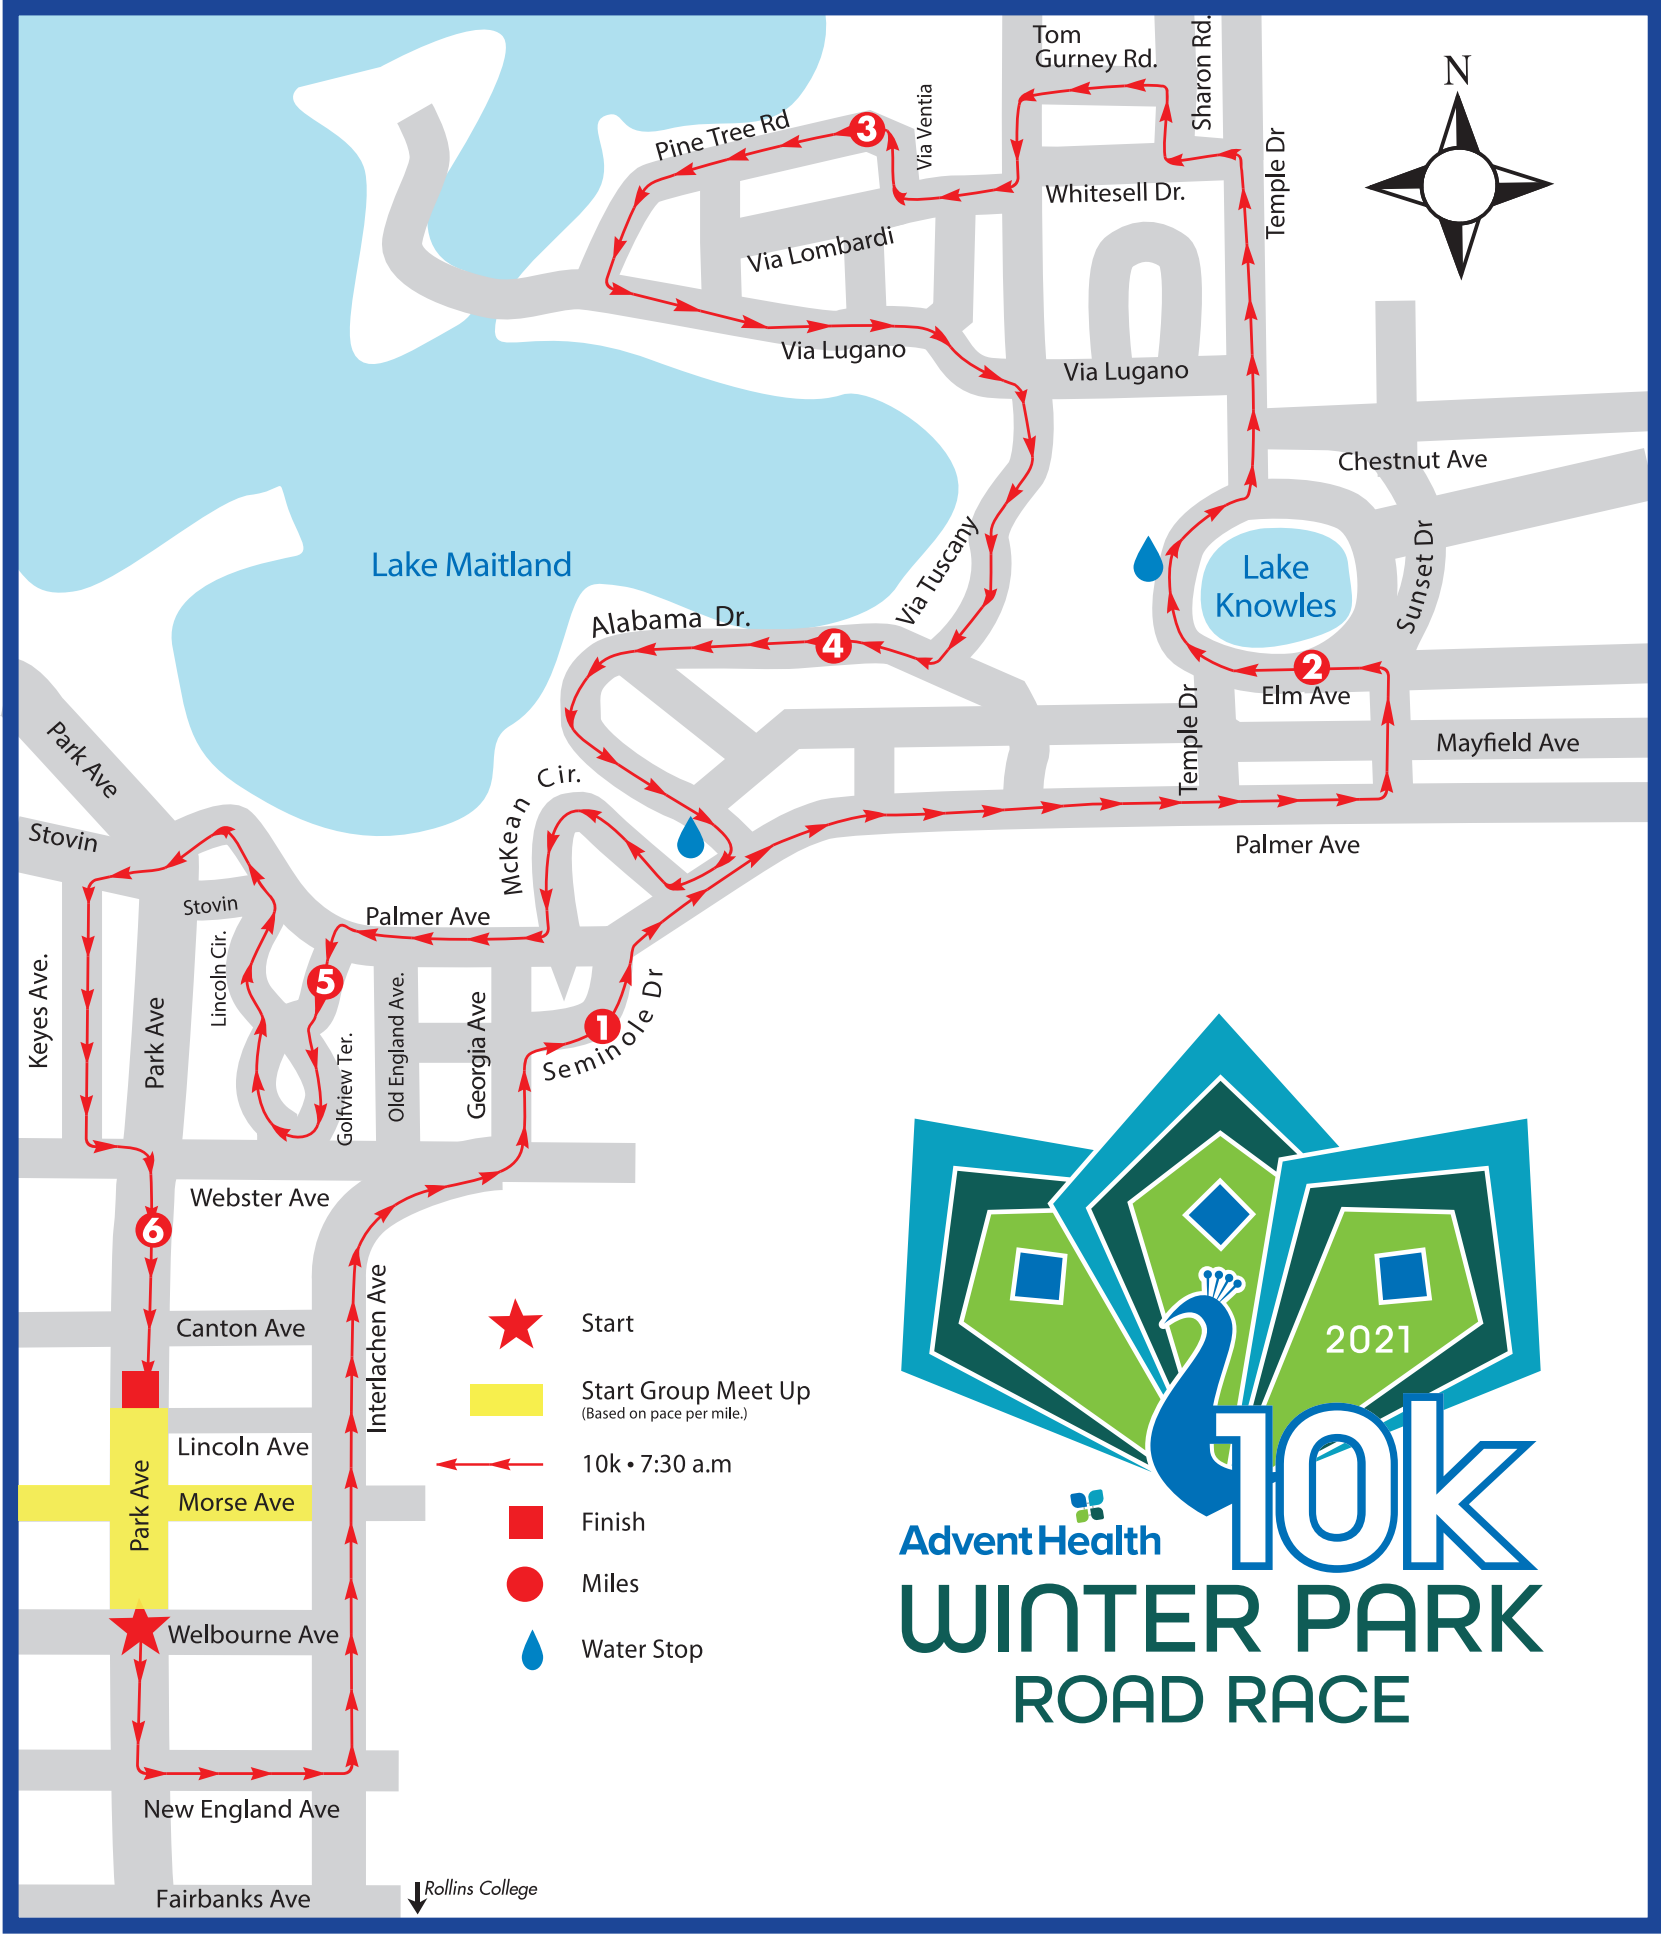 Tom
Gurney Rd.
Sharon Rd.
N
Via Ventia
Pine Tree Rd
3
Temple Dr
Whitesell Dr.
Via Lombardi
Via Lugano
Via Lugano
Chestnut Ave
Lake Maitland
Via Tuscany
Lake
Knowles
Sunset Dr
Alabama Dr.
4
2
Elm Ave
Temple Dr
Mayfield Ave
Park Ave
McKean Cir.
Stovin
Palmer Ave
Stovin
Palmer Ave
Lincoln Cir.
Keyes Ave.
5
Park Ave
Old England Ave.
Georgia Ave
1
Seminole Dr
Golfview Ter.
Webster Ave
6
Interlachen Ave
Canton Ave
Start
Start Group Meet Up
(Based on pace per mile.)
Lincoln Ave
10k • 7:30 a.m
Park Ave
Morse Ave
Finish
Miles
Welbourne Ave
Water Stop
New England Ave
Fairbanks Ave
Rollins College
2021
10k
AdventHealth
WINTER PARK
ROAD RACE